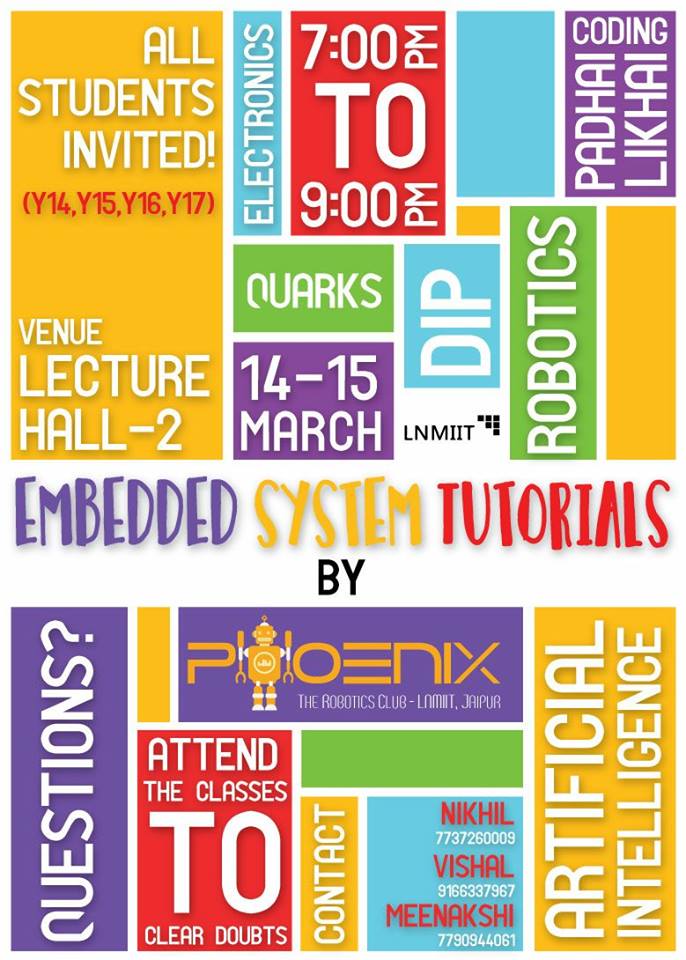 ALL
STUDENTS
INVITED!
(Y14,Y15,Y16,Y17)
VENUE
LECTURE
HALL-2
ELECTRONICS
7:00 PM
TO
9:00 PM
CODING
PADHAI
LIKHAI
QUARKS
DIP
ROBOTICS
14-15
MARCH
LNMIIT
EMBEDDED SYSTEM TUTORIALS
BY
QUESTIONS?
PHOENIX
THE ROBOTICS CLUB - LNMIIT, JAIPUR
ATTEND
THE CLASSES
TO
CLEAR DOUBTS
CONTACT
NIKHIL
7737260009
VISHAL
9166337967
MEENAKSHI
7790944061
ARTIFICIAL
INTELLIGENCE